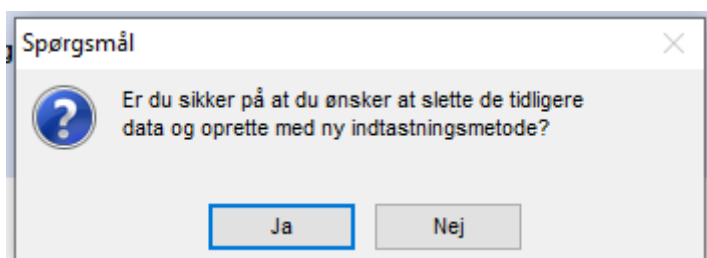 Spørgsmål
Er du sikker på at du ønsker at slette de tidligere
data og oprette med ny indtastningsmetode?
Ja
Nej